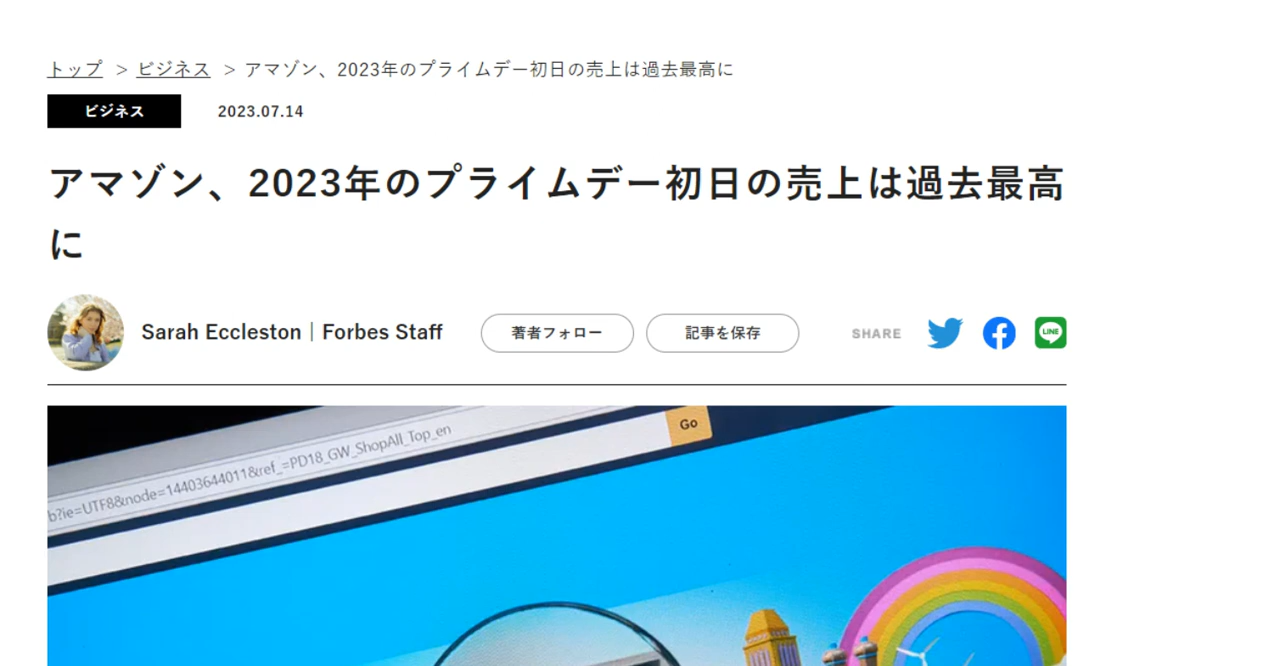 トップ > ビジネス > アマゾン、2023年のプライムデー初日の売上は過去最高に
ビジネス 2023.07.14
アマゾン、2023年のプライムデー初日の売上は過去最高
に
Sarah Eccleston | Forbes Staff 著者フォロー 記事を保存 SHARE LINE
b?ie=UTF8&node=14403644011&ref_=PD18_GW_ShopAll_Top_en
Go